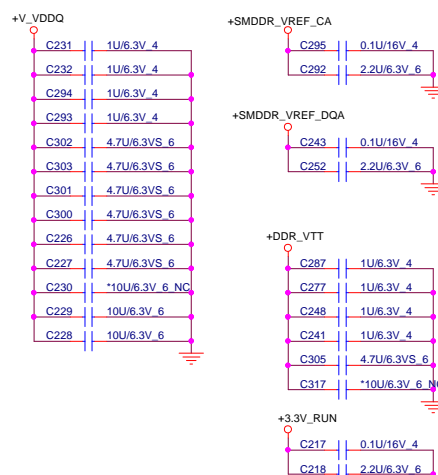 +V_VDDQ
C231 1U/6.3V_4
C232 1U/6.3V_4
C294 1U/6.3V_4
C293 1U/6.3V_4
C302 4.7U/6.3VS_6
C303 4.7U/6.3VS_6
C301 4.7U/6.3VS_6
C300 4.7U/6.3VS_6
C226 4.7U/6.3VS_6
C227 4.7U/6.3VS_6
C230 *10U/6.3V_6_NC
C229 10U/6.3V_6
C228 10U/6.3V_6
+SMDDR_VREF_CA
C295 0.1U/16V_4
C292 2.2U/6.3V_6
+SMDDR_VREF_DQA
C243 0.1U/16V_4
C252 2.2U/6.3V_6
+DDR_VTT
C287 1U/6.3V_4
C277 1U/6.3V_4
C248 1U/6.3V_4
C241 1U/6.3V_4
C305 4.7U/6.3VS_6
C317 *10U/6.3V_6_NC
+3.3V_RUN
C217 0.1U/16V_4
C218 2.2U/6.3V_6